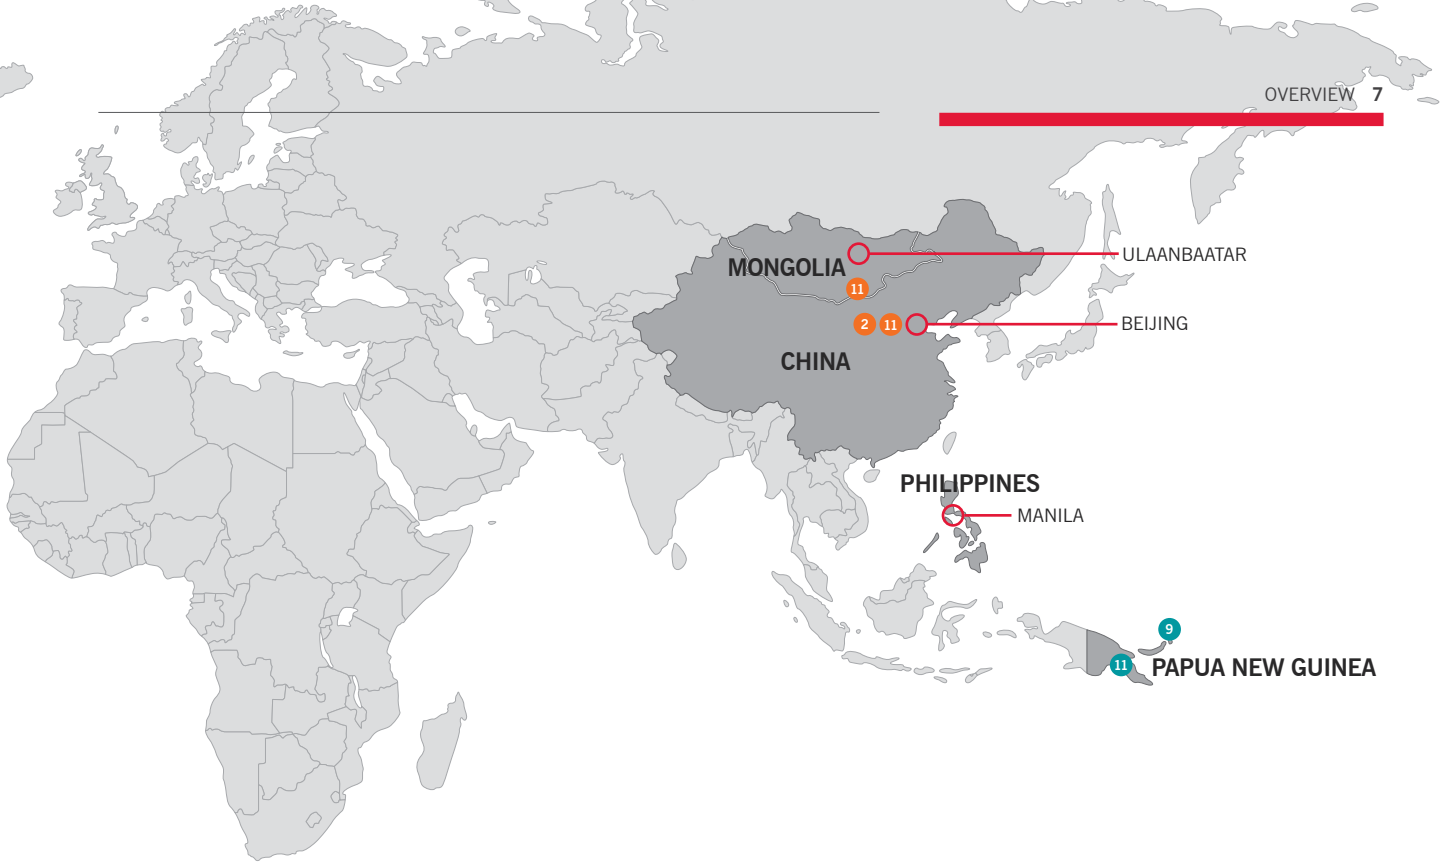 OVERVIEW 7
ULAANBAATAR
MONGOLIA
11
2 11
BEIJING
CHINA
PHILIPPINES
MANILA
9
11
PAPUA NEW GUINEA